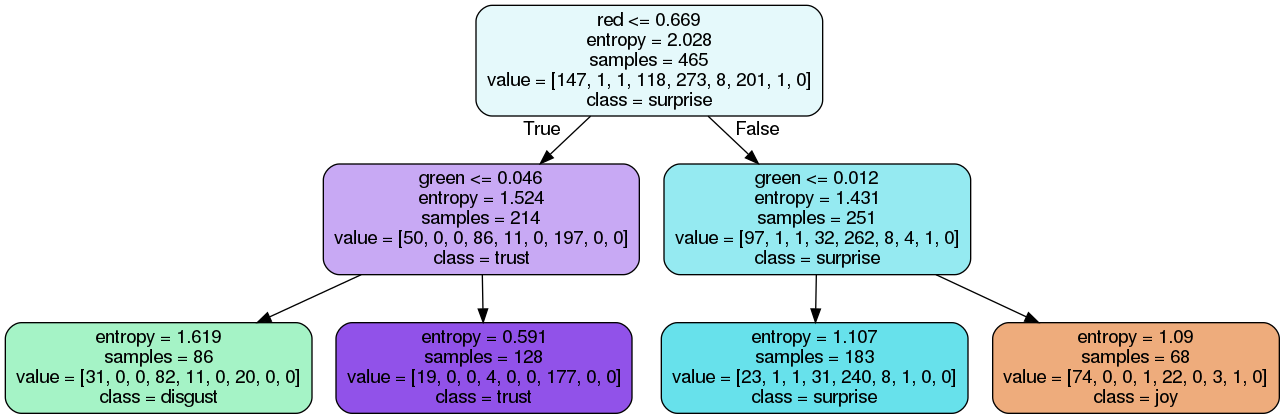 red <= 0.669
entropy = 2.028
samples = 465
value = [147, 1, 1, 118, 273, 8, 201, 1, 0]
class = surprise
True
False
green <= 0.046
entropy = 1.524
samples = 214
value = [50, 0, 0, 86, 11, 0, 197, 0, 0]
class = trust
green <= 0.012
entropy = 1.431
samples = 251
value = [97, 1, 1, 32, 262, 8, 4, 1, 0]
class = surprise
entropy = 1.619
samples = 86
value = [31, 0, 0, 82, 11, 0, 20, 0, 0]
class = disgust
entropy = 0.591
samples = 128
value = [19, 0, 0, 4, 0, 0, 177, 0, 0]
class = trust
entropy = 1.107
samples = 183
value = [23, 1, 1, 31, 240, 8, 1, 0, 0]
class = surprise
entropy = 1.09
samples = 68
value = [74, 0, 0, 1, 22, 0, 3, 1, 0]
class = joy